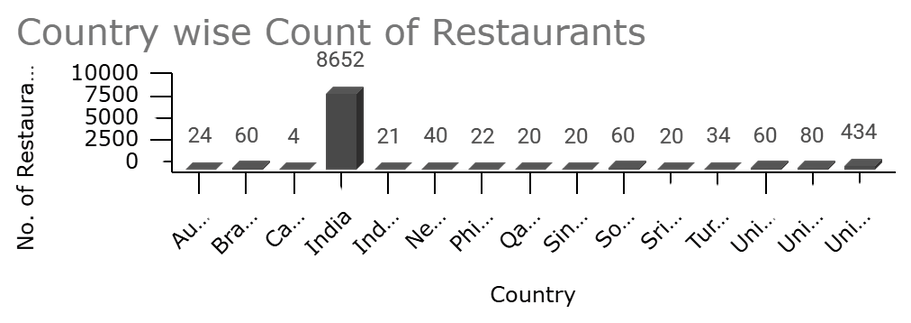 Country wise Count of Restaurants
No. of Restaura...
10000
7500
5000
2500
0
8652
24 60 4 21 40 22 20 20 60 20 34 60 80 434
Au... Bra... Ca... India Ind... Ne... Phi... Qa... Sin... So... Sri... Tur... Uni... Uni... Uni...
Country